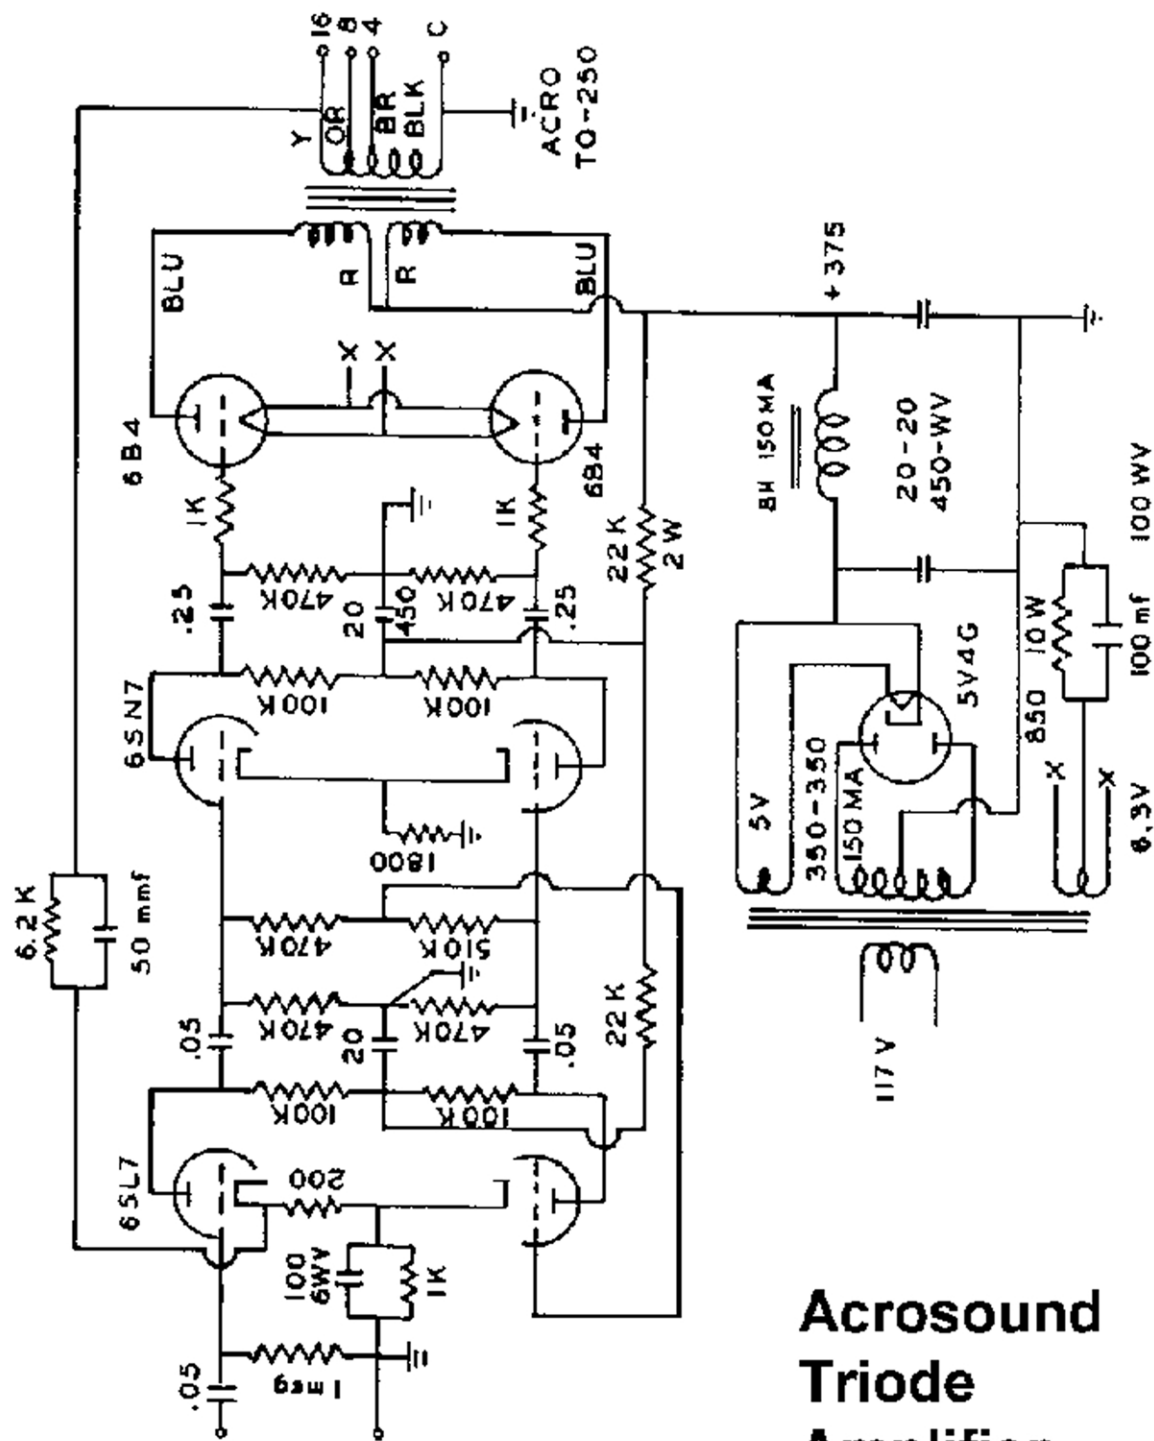 16
8
4
C
Y
OR
BR
BLK
ACRO
TO-250
BLU
R
R
BLU
6B4
X
X
6B4
1K
1K
+375
8H 150MA
20-20
450-WV
22K
2W
470K
470K
.25
20
450
.25
100K
100K
6SN7
5V4G
850
10W
100 mf
100 WV
5V
350-350
150 MA
X
X
6.3V
1800
6.2K
50 mmf
470K
510K
470K
470K
.05
20
.05
22K
100K
100K
117V
6SL7
200
100
6WV
1K
.05
1 meg
Acrosound
Triode